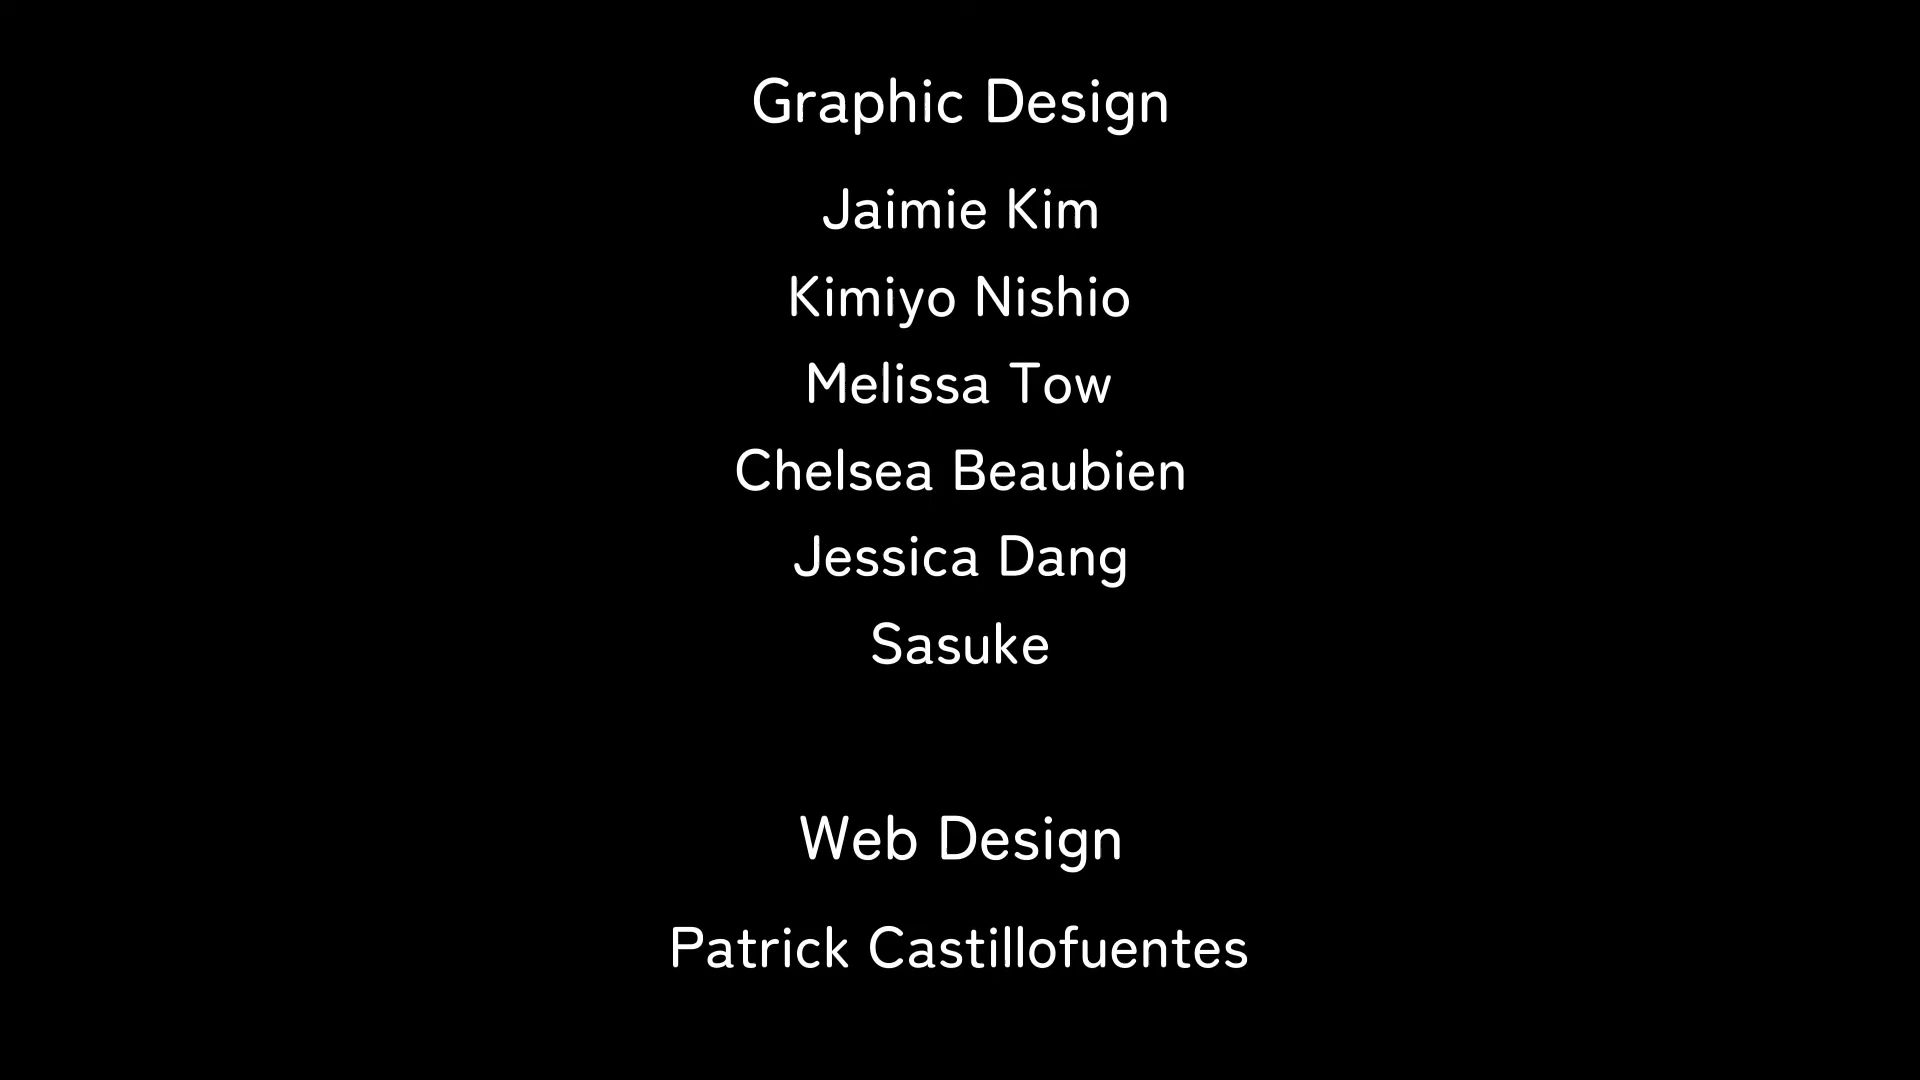 Graphic Design
Jaimie Kim
Kimiyo Nishio
Melissa Tow
Chelsea Beaubien
Jessica Dang
Sasuke
Web Design
Patrick Castillofuentes